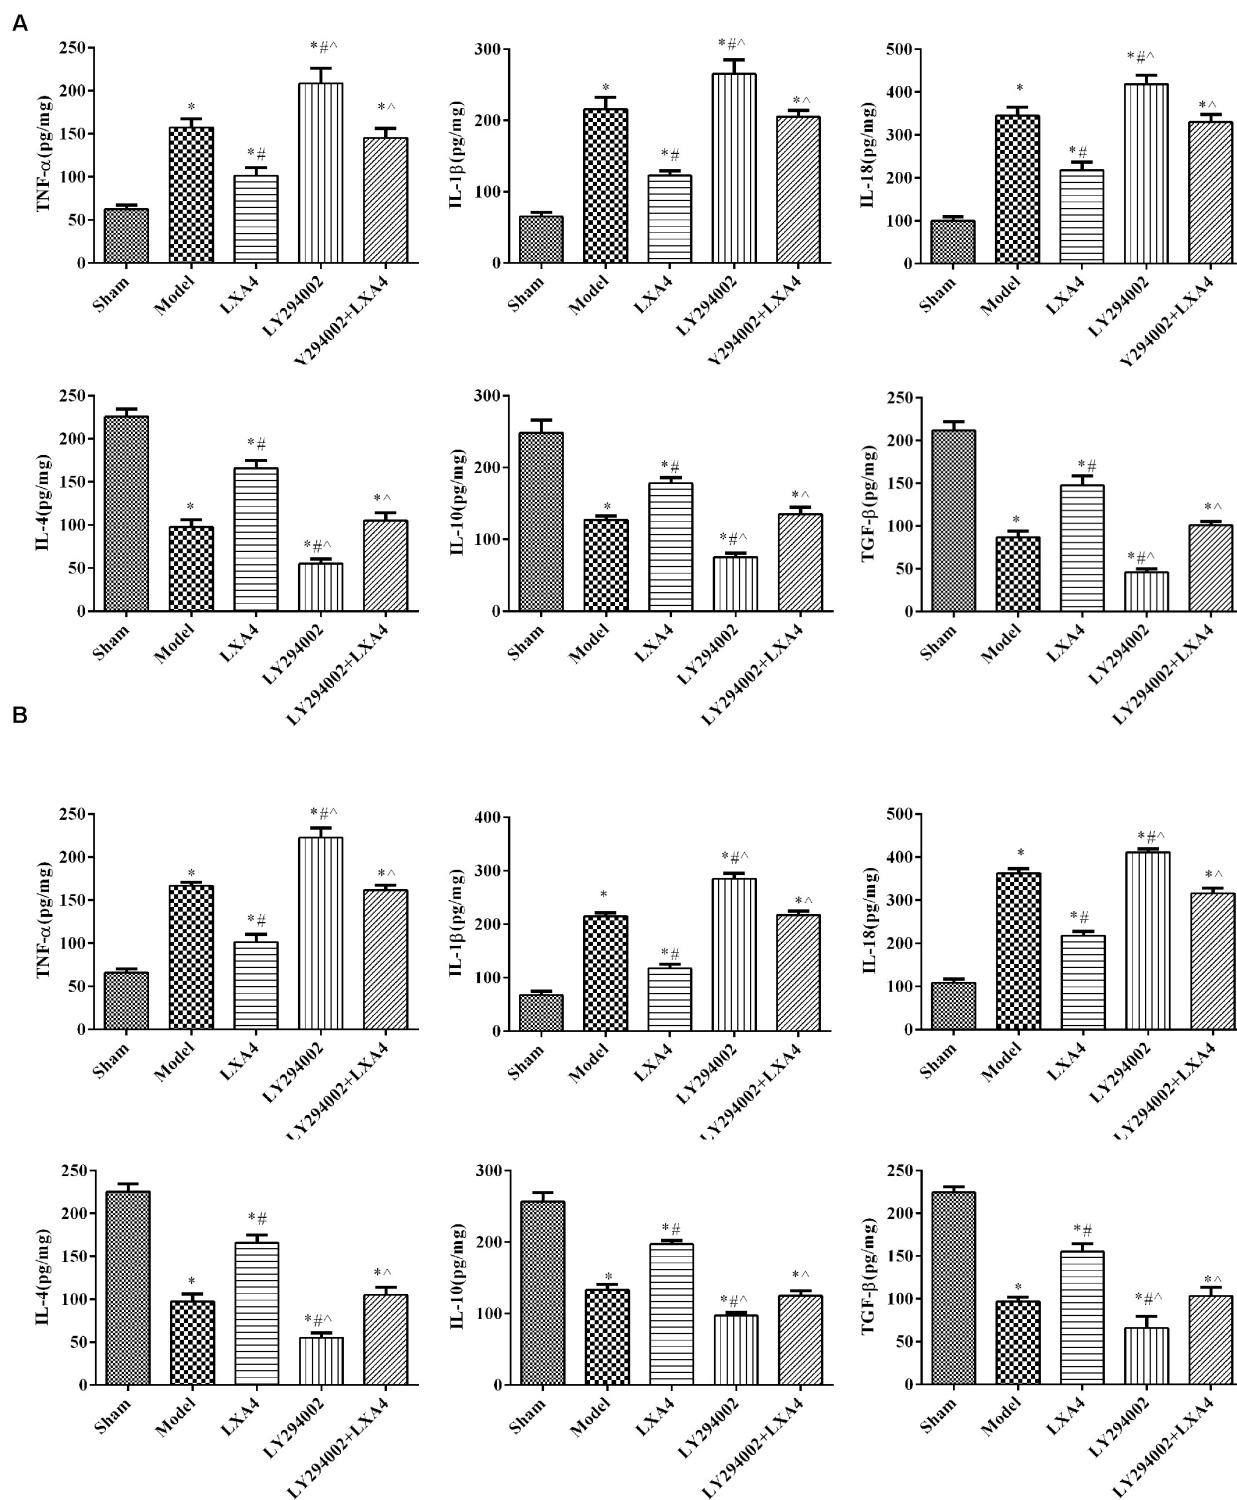 A
250
200
150
100
50
0
TNF-α(pg/mg)
*
*#
*#^
*^
Sham
Model
LXA4
LY294002
Y294002+LXA4
300
200
100
0
IL-1β(pg/mg)
*
*#
*#^
*^
Sham
Model
LXA4
LY294002
Y294002+LXA4
500
400
300
200
100
0
IL-18(pg/mg)
*
*#
*#^
*^
Sham
Model
LXA4
LY294002
Y294002+LXA4
250
200
150
100
50
0
IL-4(pg/mg)
*
*#
*#^
*^
Sham
Model
LXA4
LY294002
LY294002+LXA4
300
200
100
0
IL-10(pg/mg)
*
*#
*#^
*^
Sham
Model
LXA4
LY294002
LY294002+LXA4
250
200
150
100
50
0
TGF-β(pg/mg)
*
*#
*#^
*^
Sham
Model
LXA4
LY294002
LY294002+LXA4
B
250
200
150
100
50
0
TNF-α(pg/mg)
*
*#
*#^
*^
Sham
Model
LXA4
LY294002
LY294002+LXA4
400
300
200
100
0
IL-1β(pg/mg)
*
*#
*#^
*^
Sham
Model
LXA4
LY294002
LY294002+LXA4
500
400
300
200
100
0
IL-18(pg/mg)
*
*#
*#^
*^
Sham
Model
LXA4
LY294002
LY294002+LXA4
250
200
150
100
50
0
IL-4(pg/mg)
*
*#
*#^
*^
Sham
Model
LXA4
LY294002
LY294002+LXA4
300
200
100
0
IL-10(pg/mg)
*
*#
*#^
*^
Sham
Model
LXA4
LY294002
LY294002+LXA4
250
200
150
100
50
0
TGF-β(pg/mg)
*
*#
*#^
*^
Sham
Model
LXA4
LY294002
LY294002+LXA4